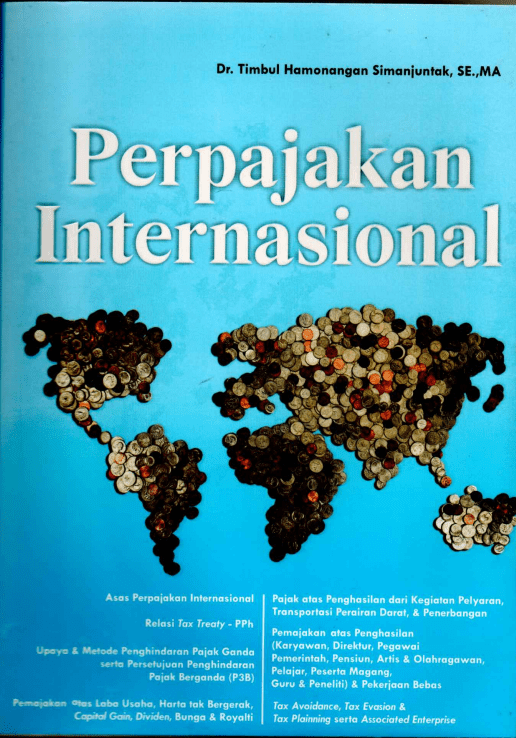 Dr. Timbul Hamonangan Simanjuntak, SE.,MA
Perpajakan
Internasional
Asas Perpajakan Internasional
Relasi Tax Treaty - PPh
Upaya & Metode Penghindaran Pajak Ganda
serta Persetujuan Penghindaran
Pajak Berganda (P3B)
Pemajakan atas Laba Usaha, Harta tak Bergerak,
Capital Gain, Dividen, Bunga & Royalti
Pajak atas Penghasilan dari Kegiatan Pelyaran,
Transportasi Perairan Darat, & Penerbangan
Pemajakan atas Penghasilan
(Karyawan, Direktur, Pegawai
Pemerintah, Pensiun, Artis & Olahragawan,
Pelajar, Peserta Magang,
Guru & Peneliti) & Pekerjaan Bebas
Tax Avoidance, Tax Evasion &
Tax Plainning serta Associated Enterprise